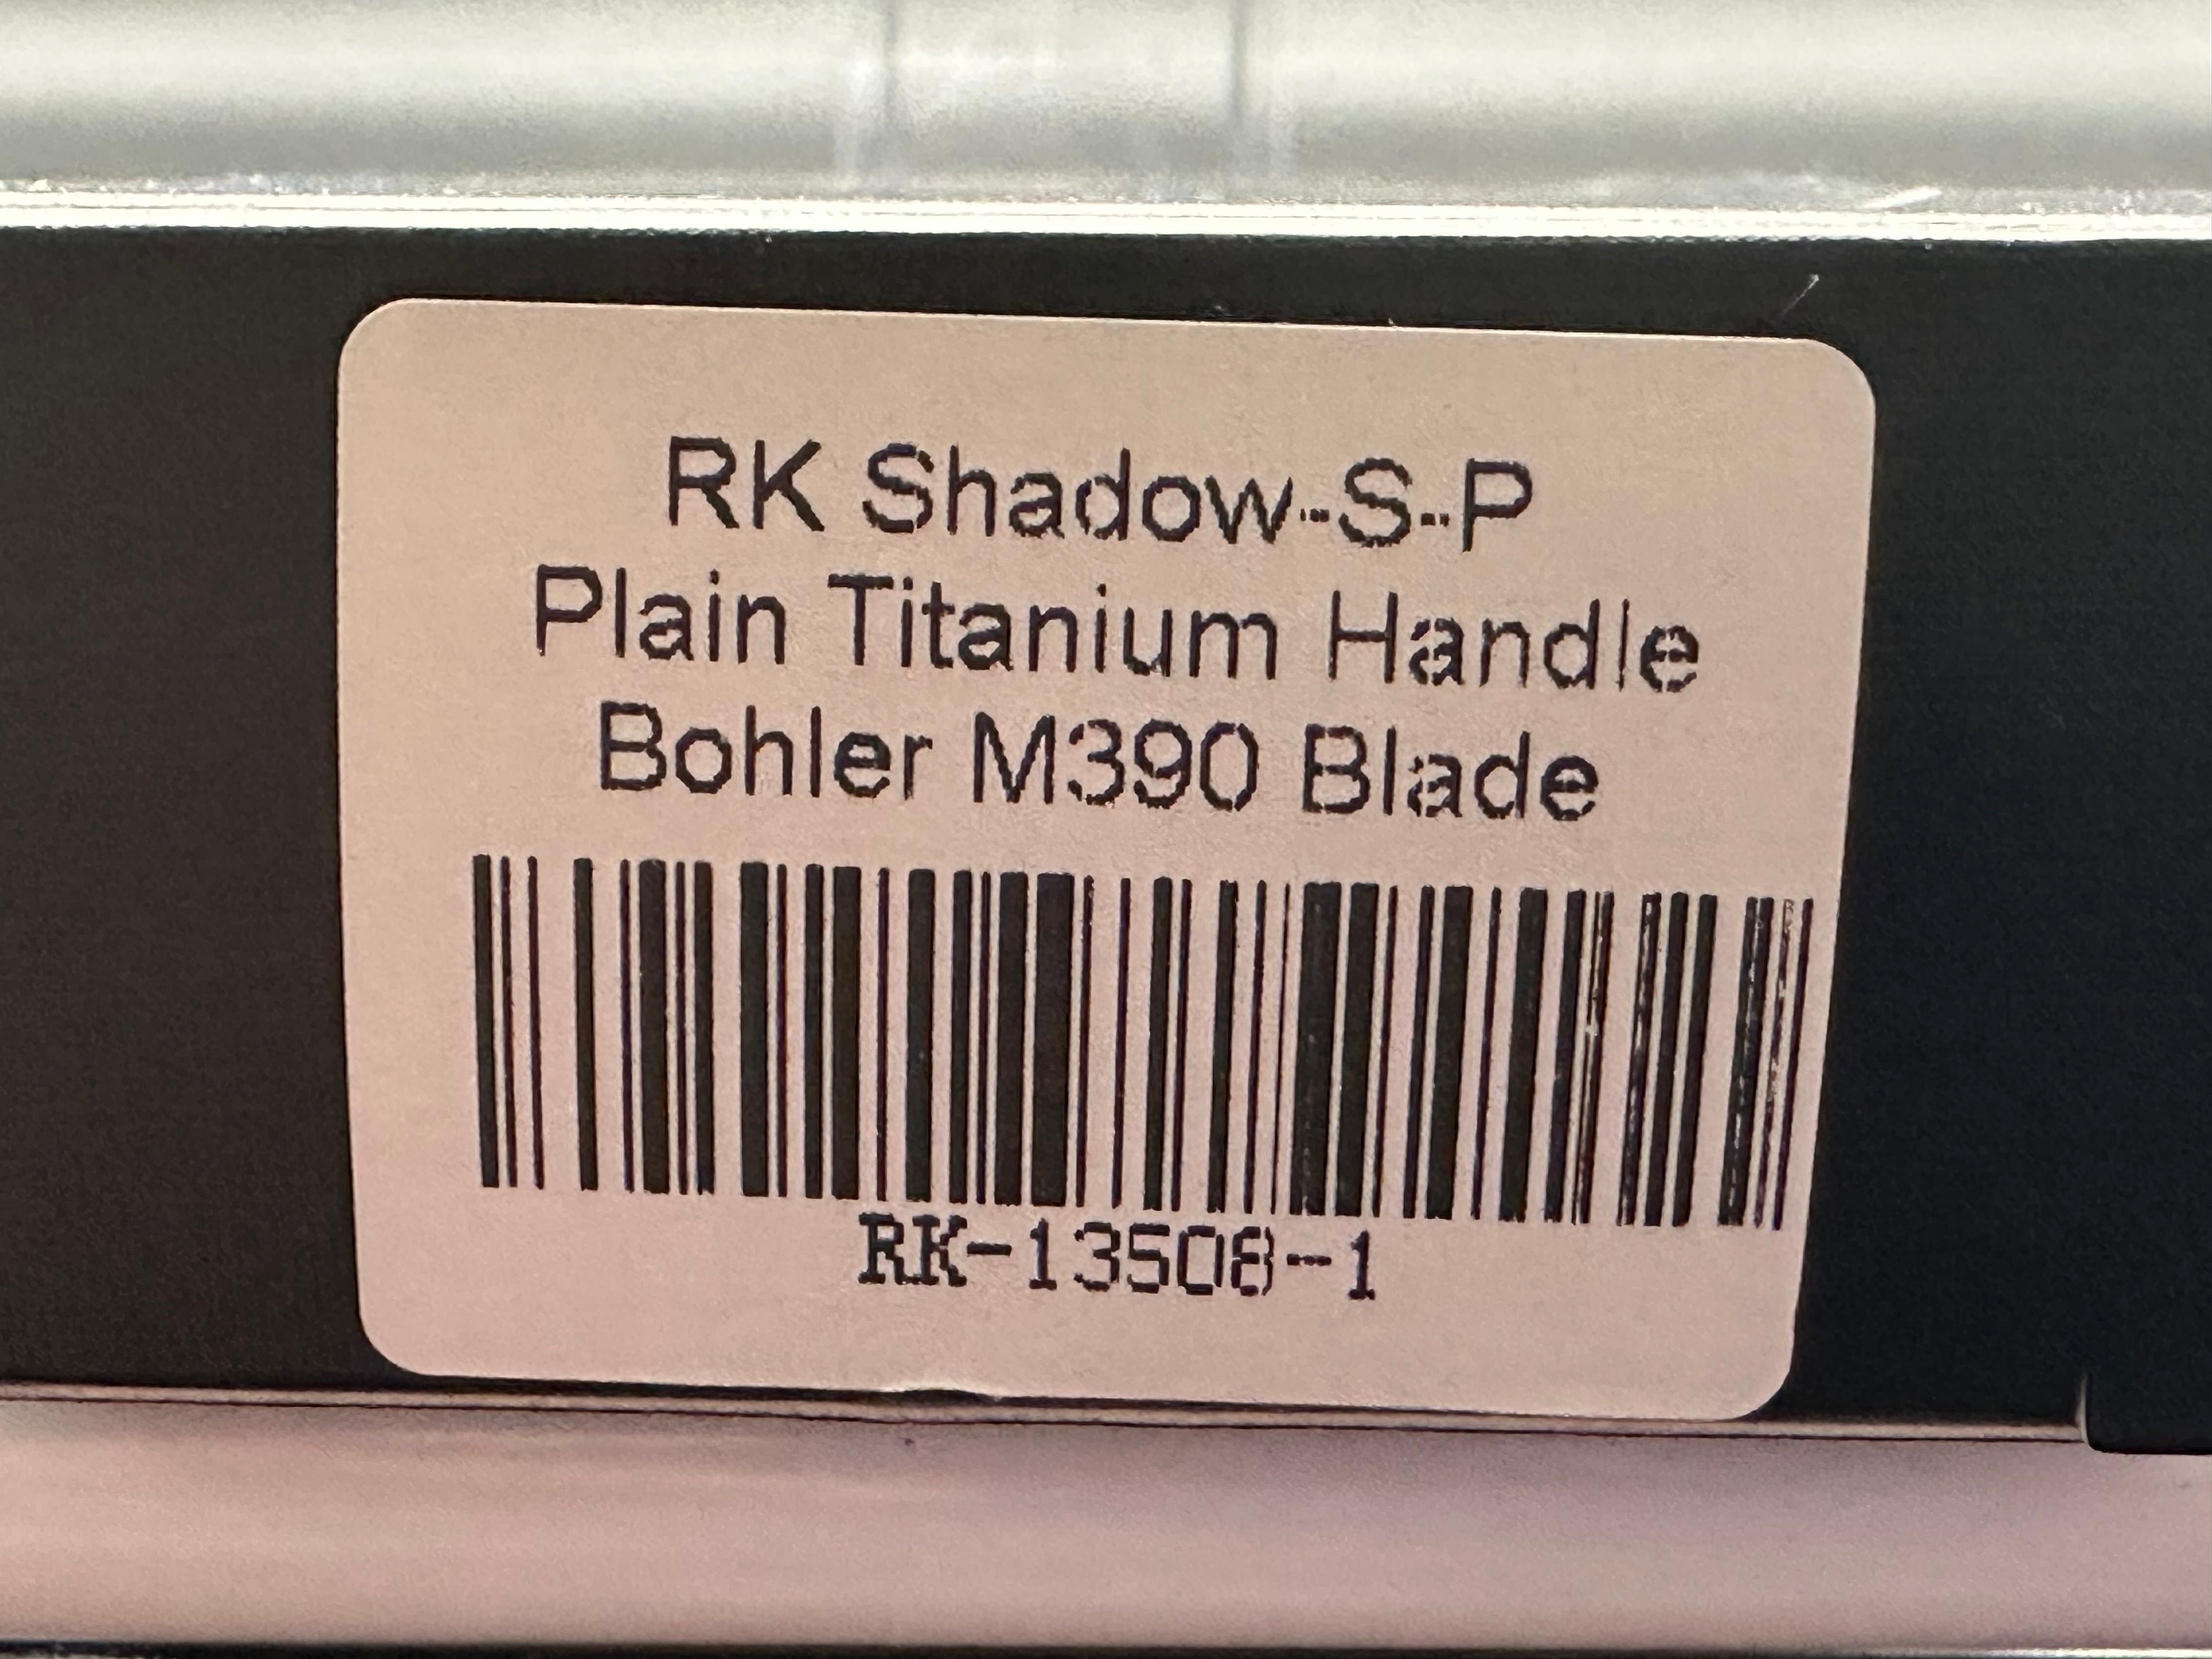 RK Shadow-S-P
Plain Titanium Handle
Bohler M390 Blade
RK-13508-1